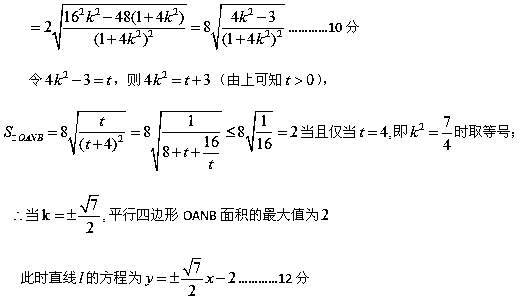 = 2√((16²k²−48(1+4k²))/(1+4k²)²) = 8√((4k²−3)/(1+4k²)²) …………10 分
令 4k²−3=t，则 4k²=t+3（由上可知 t>0），
S▱OANB = 8√(t/(t+4)²) = 8√(1/(8+t+16/t)) ≤ 8√(1/16) = 2 当且仅当 t=4,即 k²=7/4 时取等号；
∴当 k=±√7/2, 平行四边形 OANB 面积的最大值为 2
此时直线 l 的方程为 y=±√7/2 x−2 …………12 分